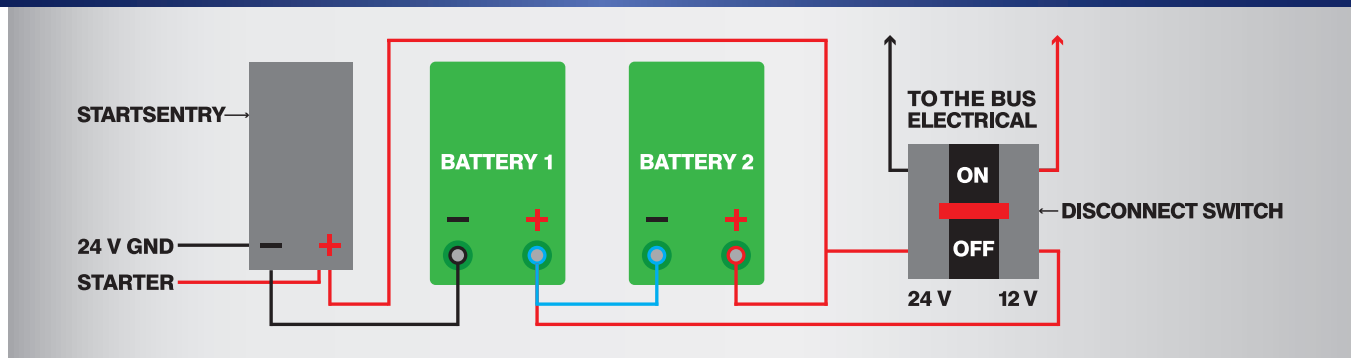 STARTSENTRY
24 V GND
STARTER
− +
BATTERY 1
− +
BATTERY 2
− +
TO THE BUS
ELECTRICAL
ON
OFF
DISCONNECT SWITCH
24 V 12 V